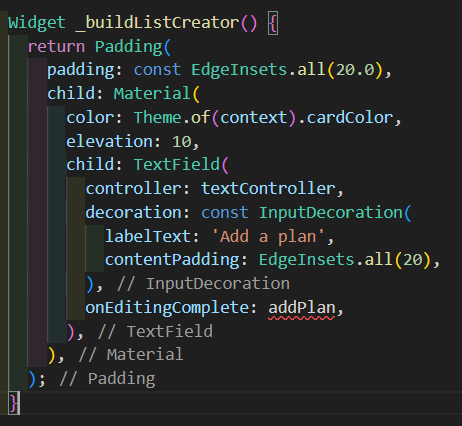 Widget _buildListCreator() {
return Padding(
padding: const EdgeInsets.all(20.0),
child: Material(
color: Theme.of(context).cardColor,
elevation: 10,
child: TextField(
controller: textController,
decoration: const InputDecoration(
labelText: 'Add a plan',
contentPadding: EdgeInsets.all(20),
), // InputDecoration
onEditingComplete: addPlan,
), // TextField
), // Material
); // Padding
}